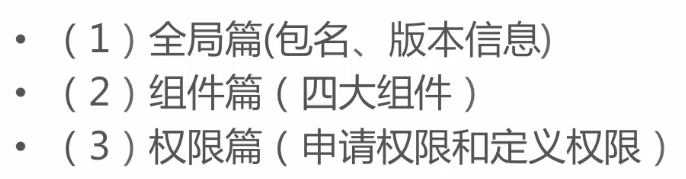 • （1）全局篇(包名、版本信息)
• （2）组件篇（四大组件）
• （3）权限篇（申请权限和定义权限）